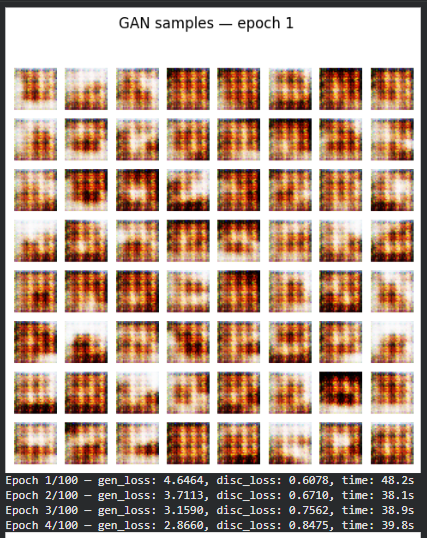 GAN samples — epoch 1
Epoch 1/100 — gen_loss: 4.6464, disc_loss: 0.6078, time: 48.2s
Epoch 2/100 — gen_loss: 3.7113, disc_loss: 0.6710, time: 38.1s
Epoch 3/100 — gen_loss: 3.1590, disc_loss: 0.7562, time: 38.9s
Epoch 4/100 — gen_loss: 2.8660, disc_loss: 0.8475, time: 39.8s